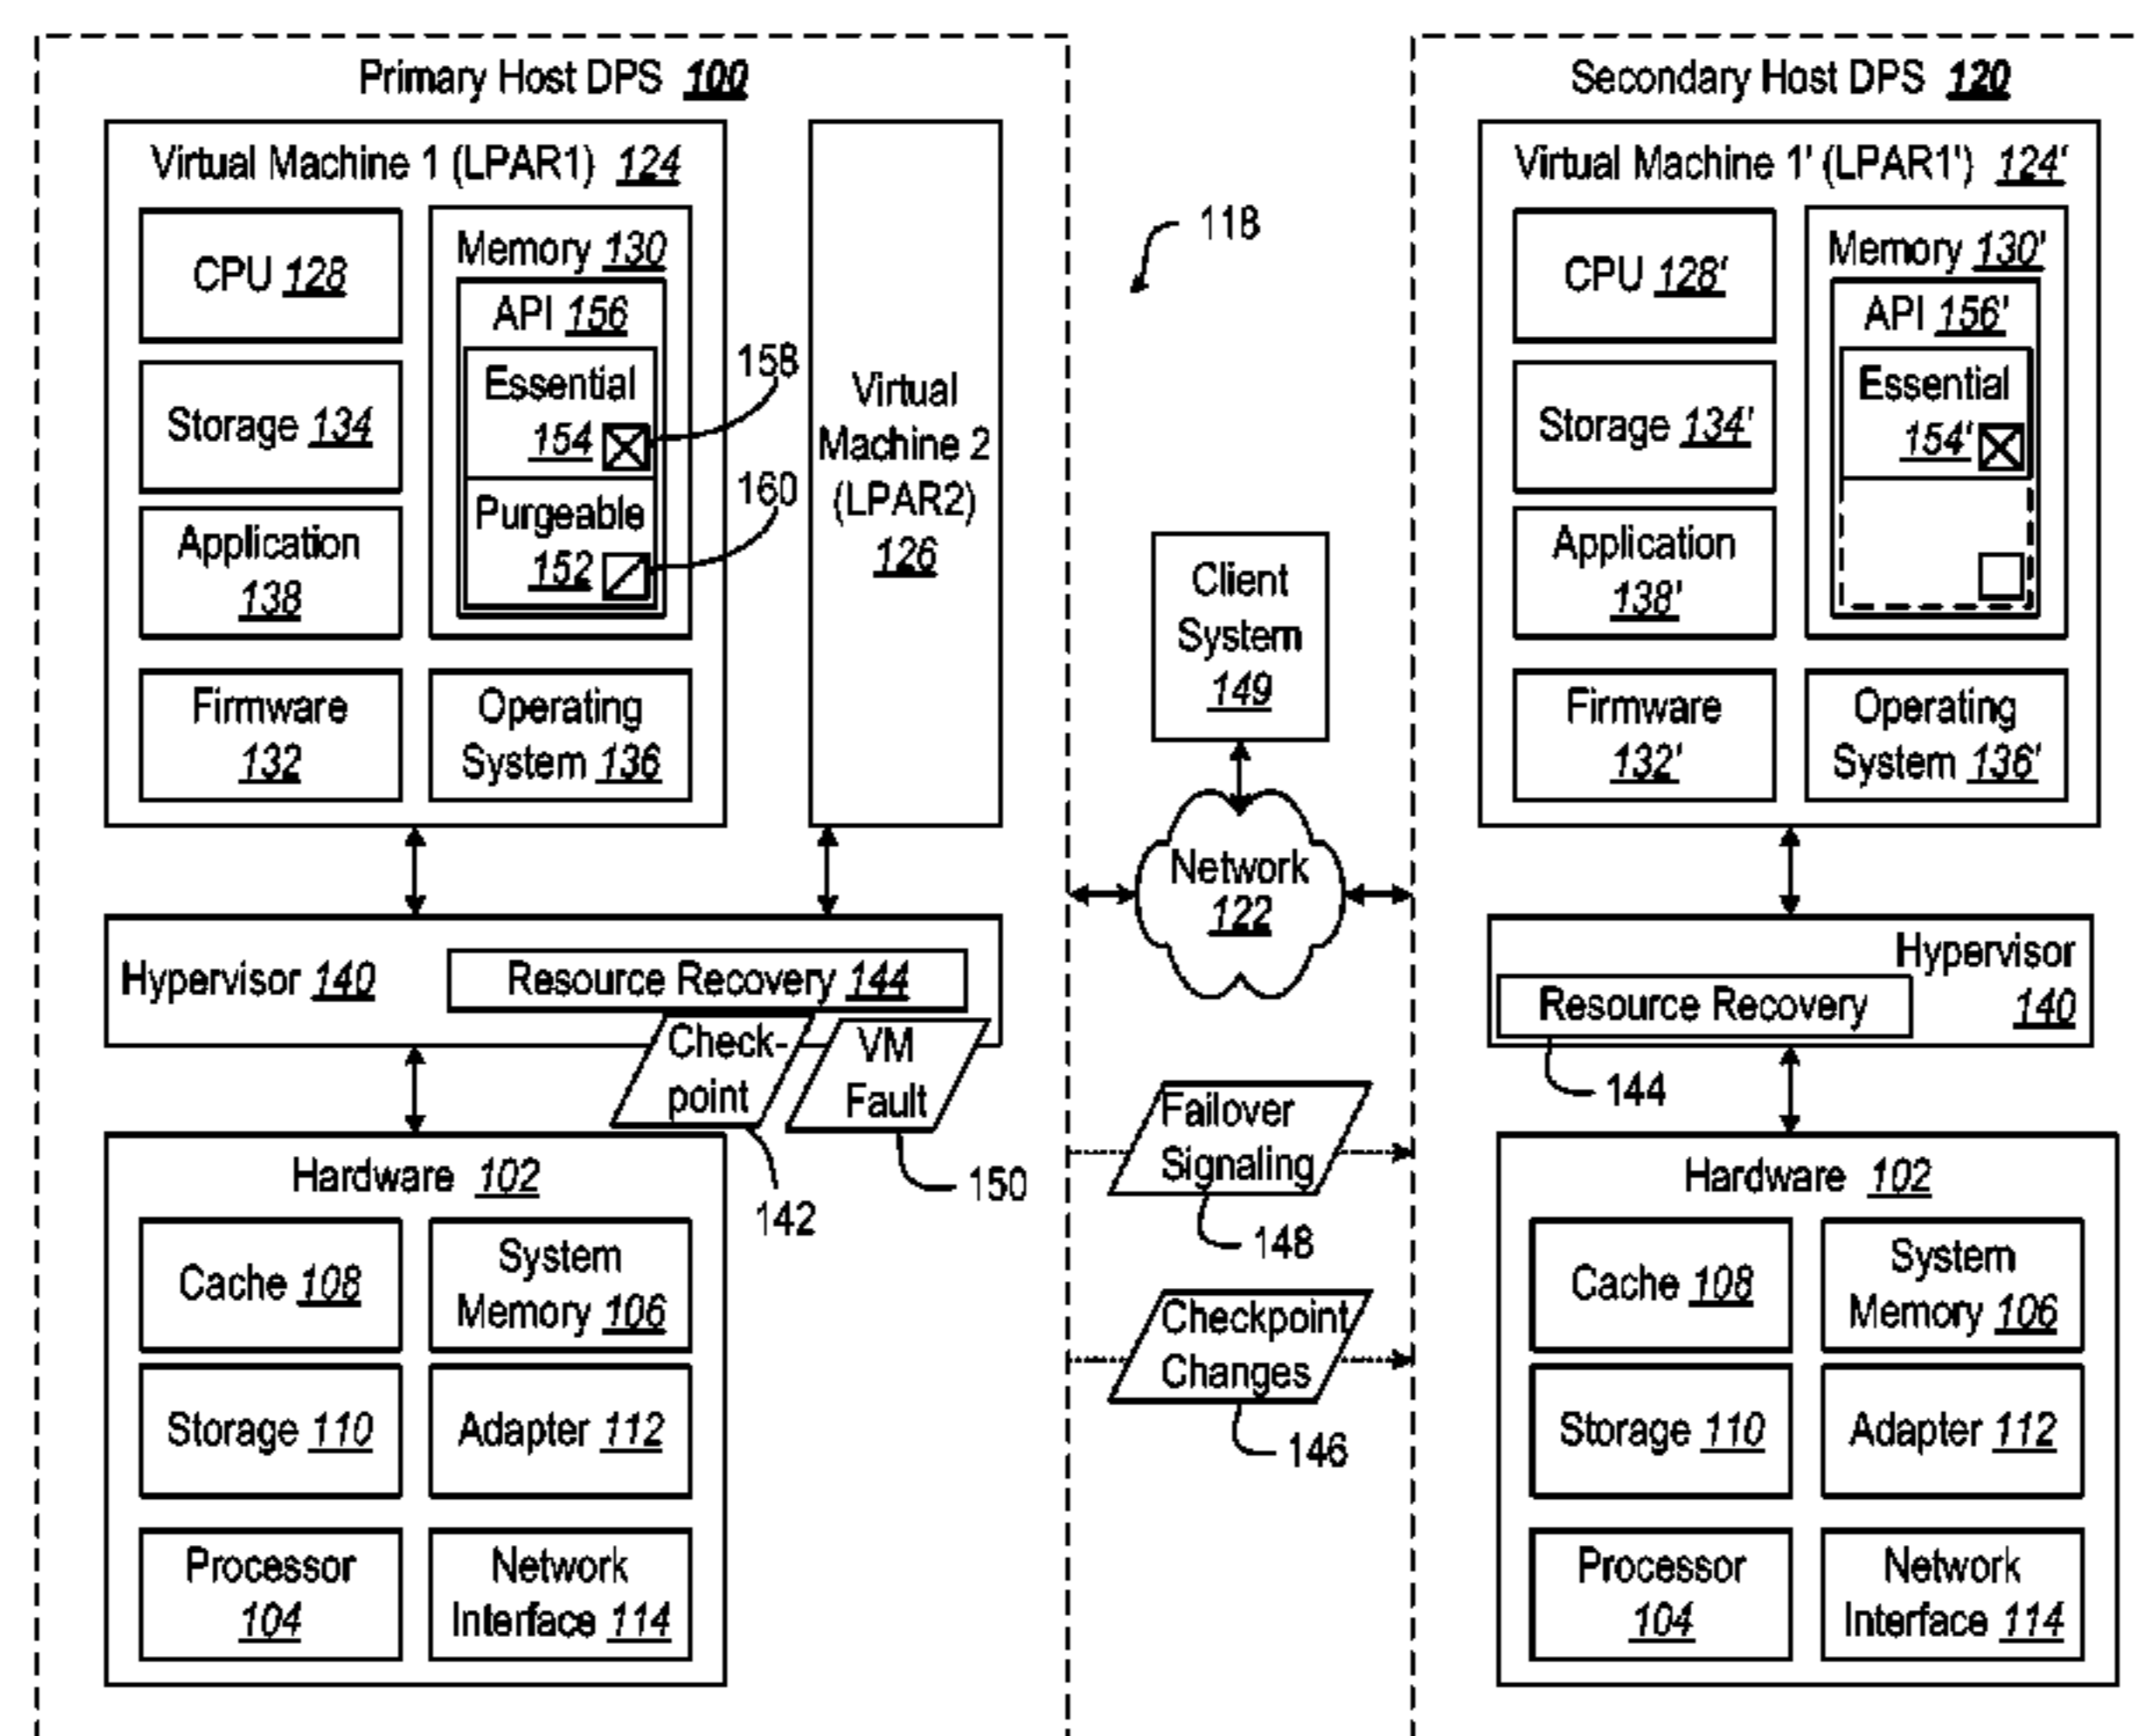 Primary Host DPS 100
Virtual Machine 1 (LPAR1) 124
CPU 128
Memory 130
API 156
Essential
154
Purgeable
152
Storage 134
Application
138
Firmware
132
Operating
System 136
158
160
Virtual
Machine 2
(LPAR2)
126
Hypervisor 140
Resource Recovery 144
Check-
point
VM
Fault
142
150
Hardware 102
Cache 108
System
Memory 106
Storage 110
Adapter 112
Processor
104
Network
Interface 114
118
Client
System
149
Network
122
Failover
Signaling
148
Checkpoint
Changes
146
Secondary Host DPS 120
Virtual Machine 1' (LPAR1') 124'
CPU 128'
Memory 130'
API 156'
Essential
154'
Storage 134'
Application
138'
Firmware
132'
Operating
System 136'
Hypervisor
140
Resource Recovery
144
Hardware 102
Cache 108
System
Memory 106
Storage 110
Adapter 112
Processor
104
Network
Interface 114